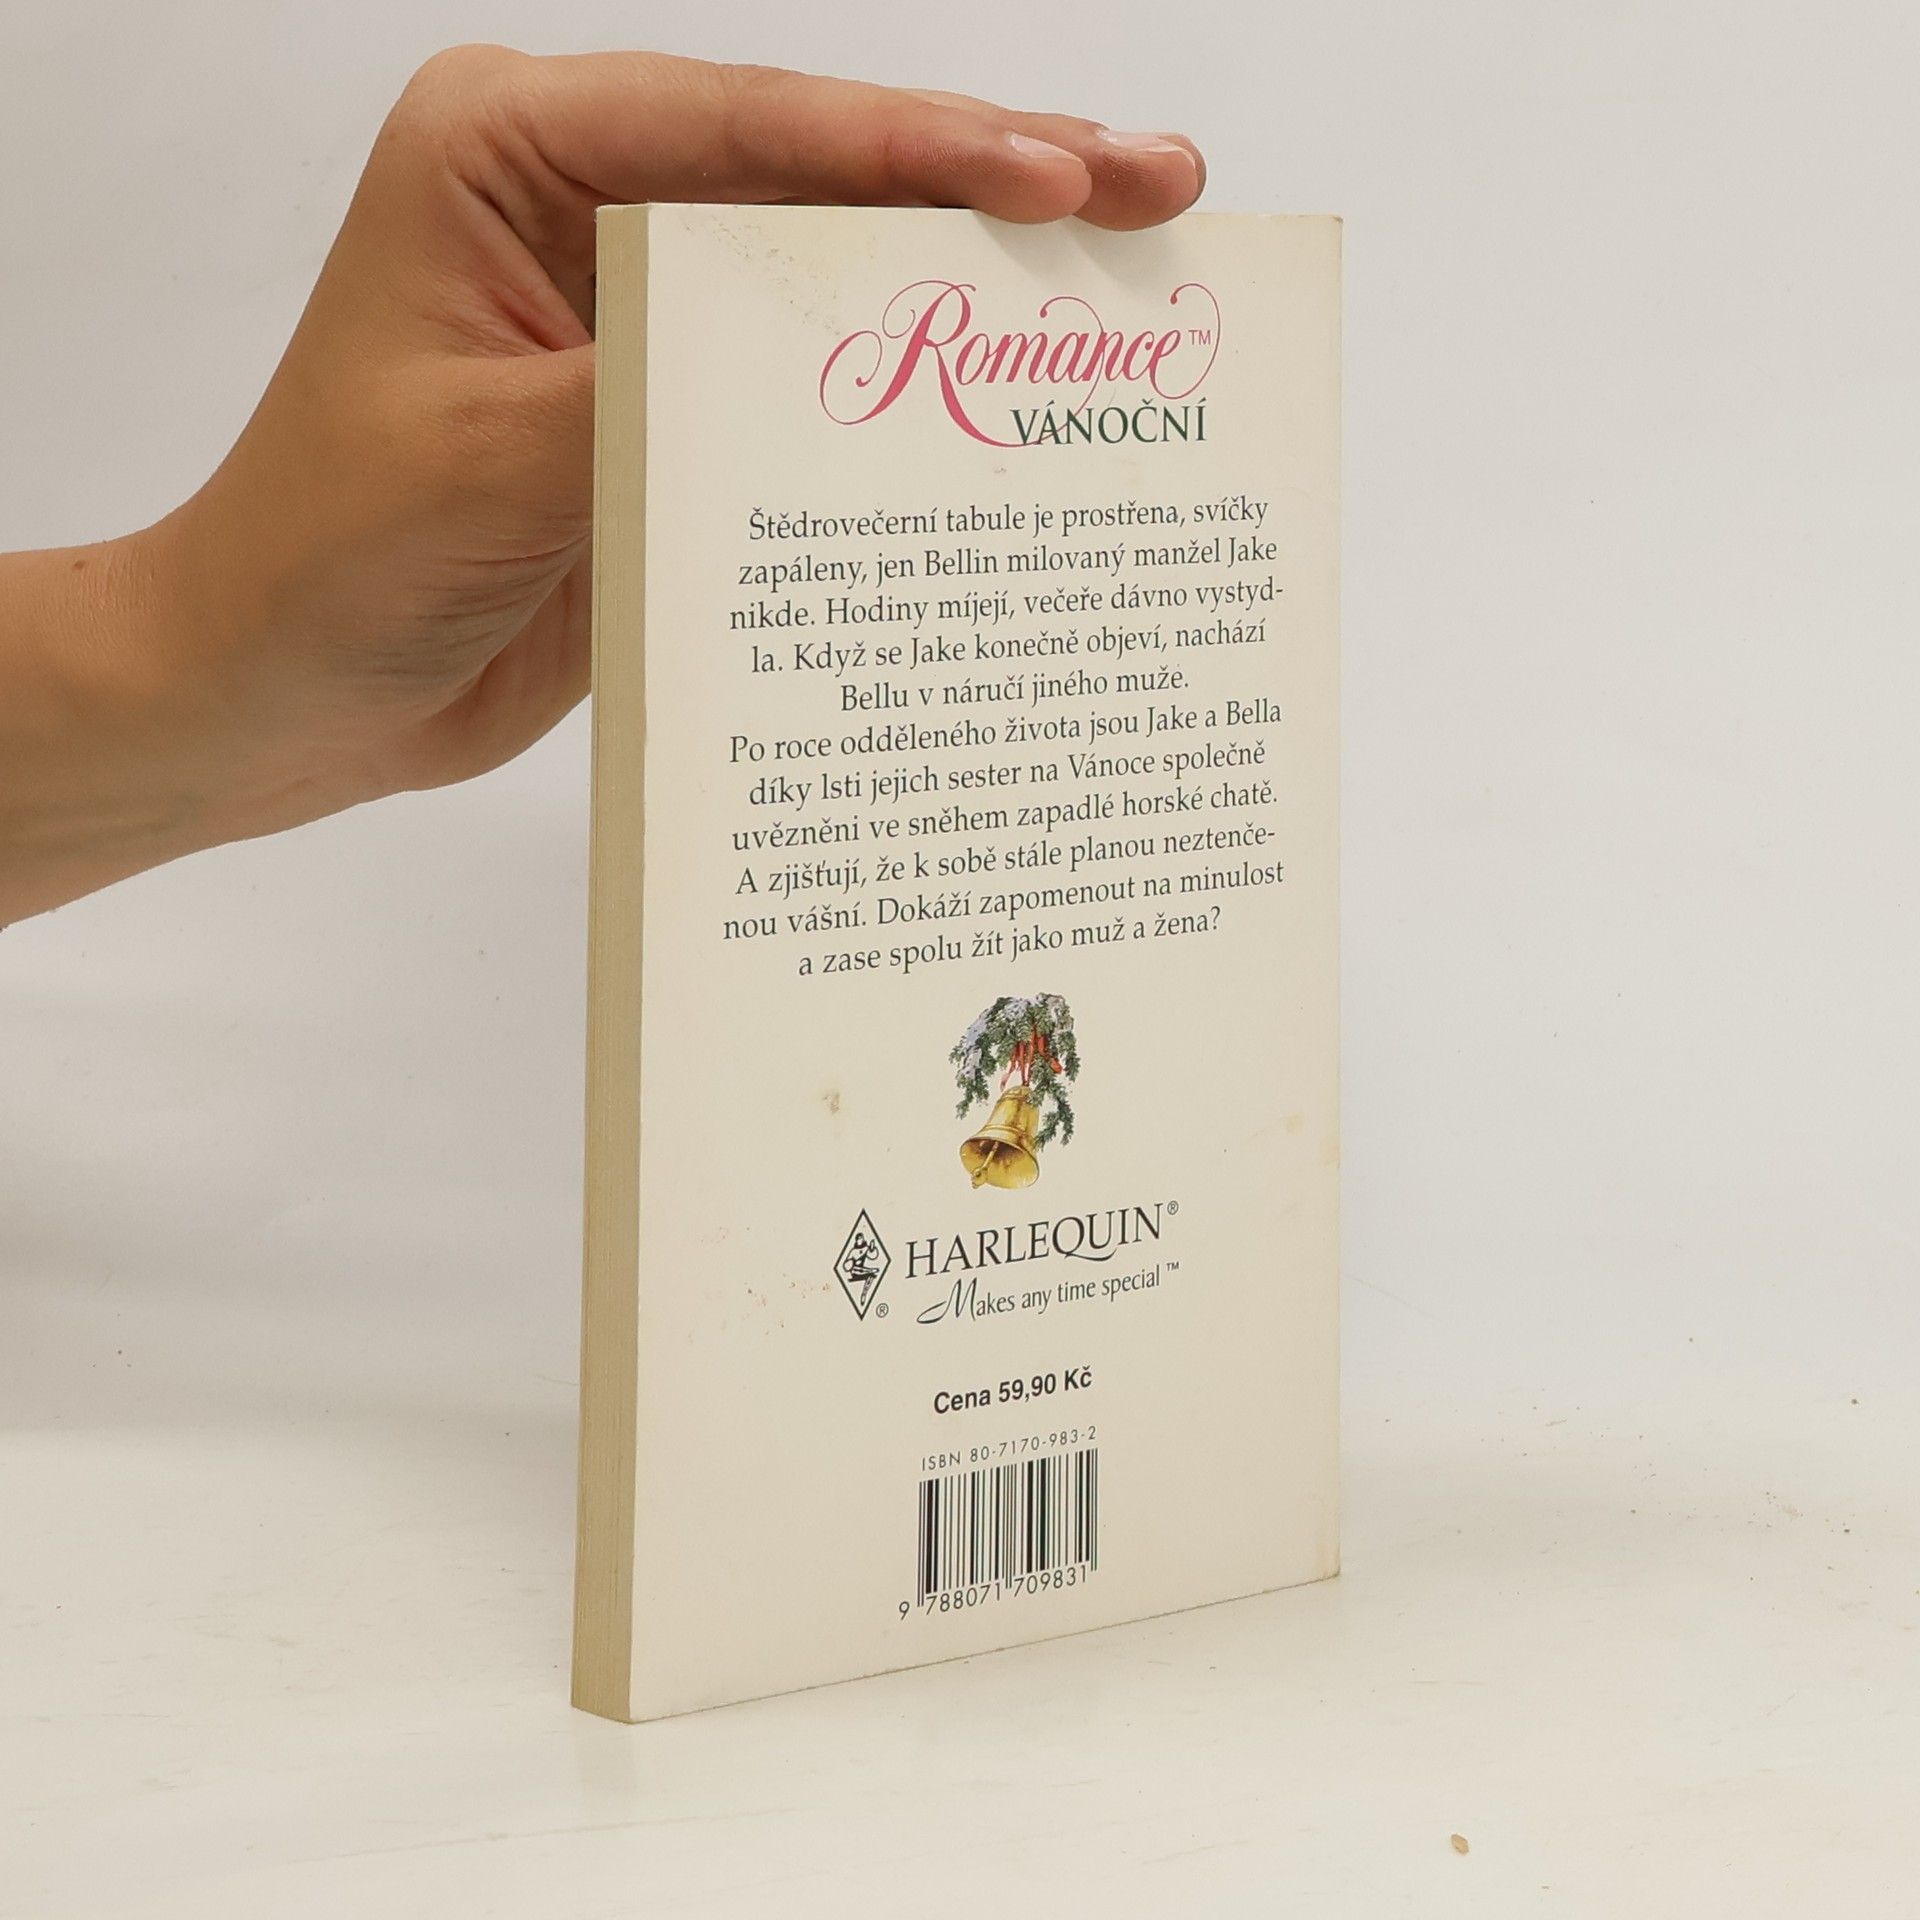 Romance™
VÁNOČNÍ
Štědrovečerní tabule je prostřena, svíčky
zapáleny, jen Bellin milovaný manžel Jake
nikde. Hodiny míjejí, večeře dávno vystyd-
la. Když se Jake konečně objeví, nachází
Bellu v náručí jiného muže.
Po roce odděleného života jsou Jake a Bella
díky lsti jejich sester na Vánoce společně
uvězněni ve sněhem zapadlé horské chatě.
A zjišťují, že k sobě stále planou neztenče-
nou vášní. Dokáží zapomenout na minulost
a zase spolu žít jako muž a žena?
HARLEQUIN®
®
Makes any time special™
Cena 59,90 Kč
ISBN 80-7170-983-2
9 788071 709831